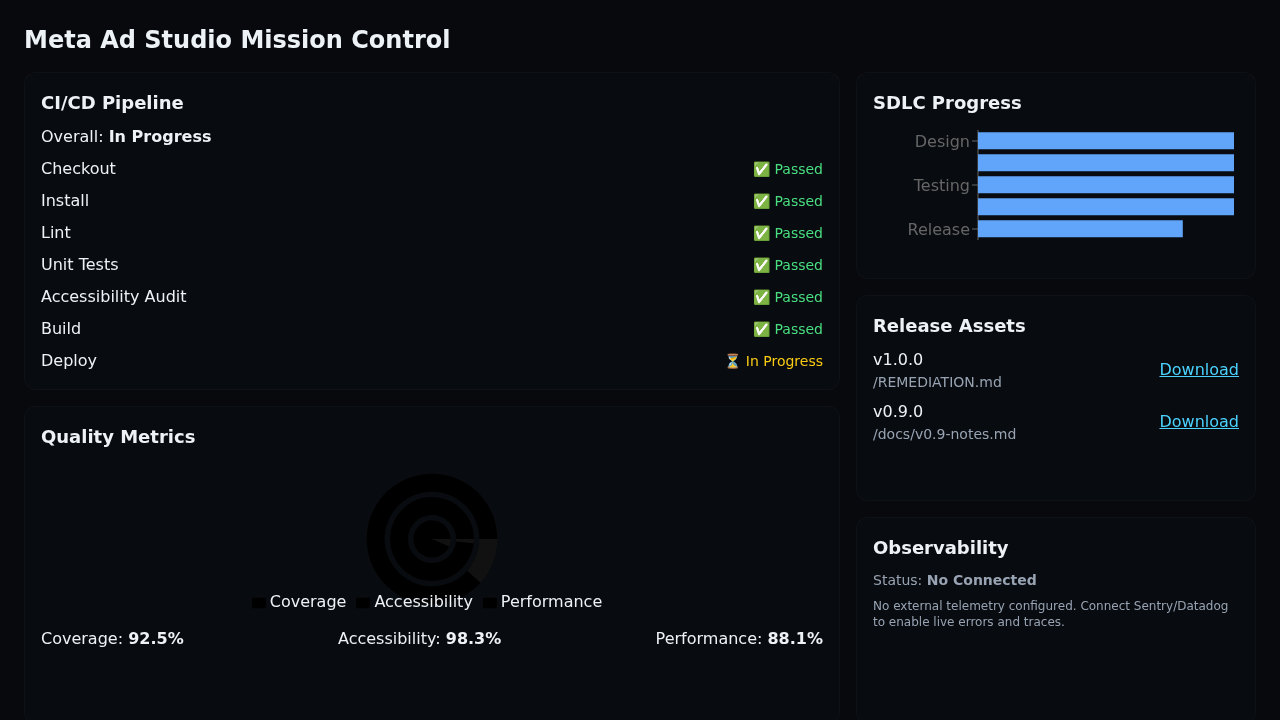 Meta Ad Studio Mission Control
CI/CD Pipeline
Overall: In Progress
Checkout ✅ Passed
Install ✅ Passed
Lint ✅ Passed
Unit Tests ✅ Passed
Accessibility Audit ✅ Passed
Build ✅ Passed
Deploy ⏳ In Progress
Quality Metrics
Coverage Accessibility Performance
Coverage: 92.5% Accessibility: 98.3% Performance: 88.1%
SDLC Progress
Design
Testing
Release
Release Assets
v1.0.0
/REMEDIATION.md
Download
v0.9.0
/docs/v0.9-notes.md
Download
Observability
Status: No Connected
No external telemetry configured. Connect Sentry/Datadog
to enable live errors and traces.